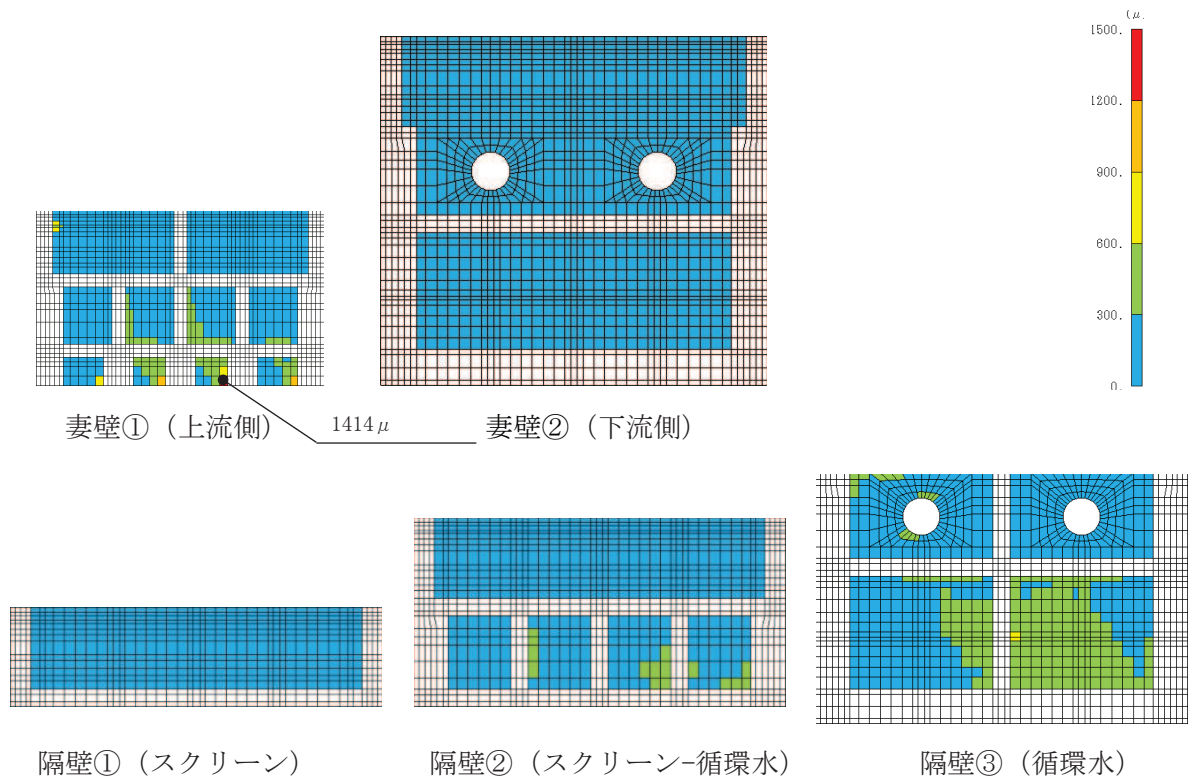 (μ.
1500.
1200.
900.
600.
300.
0.
妻壁①（上流側）
1414μ
妻壁②（下流側）
隔壁①（スクリーン）
隔壁②（スクリーン-循環水）
隔壁③（循環水）